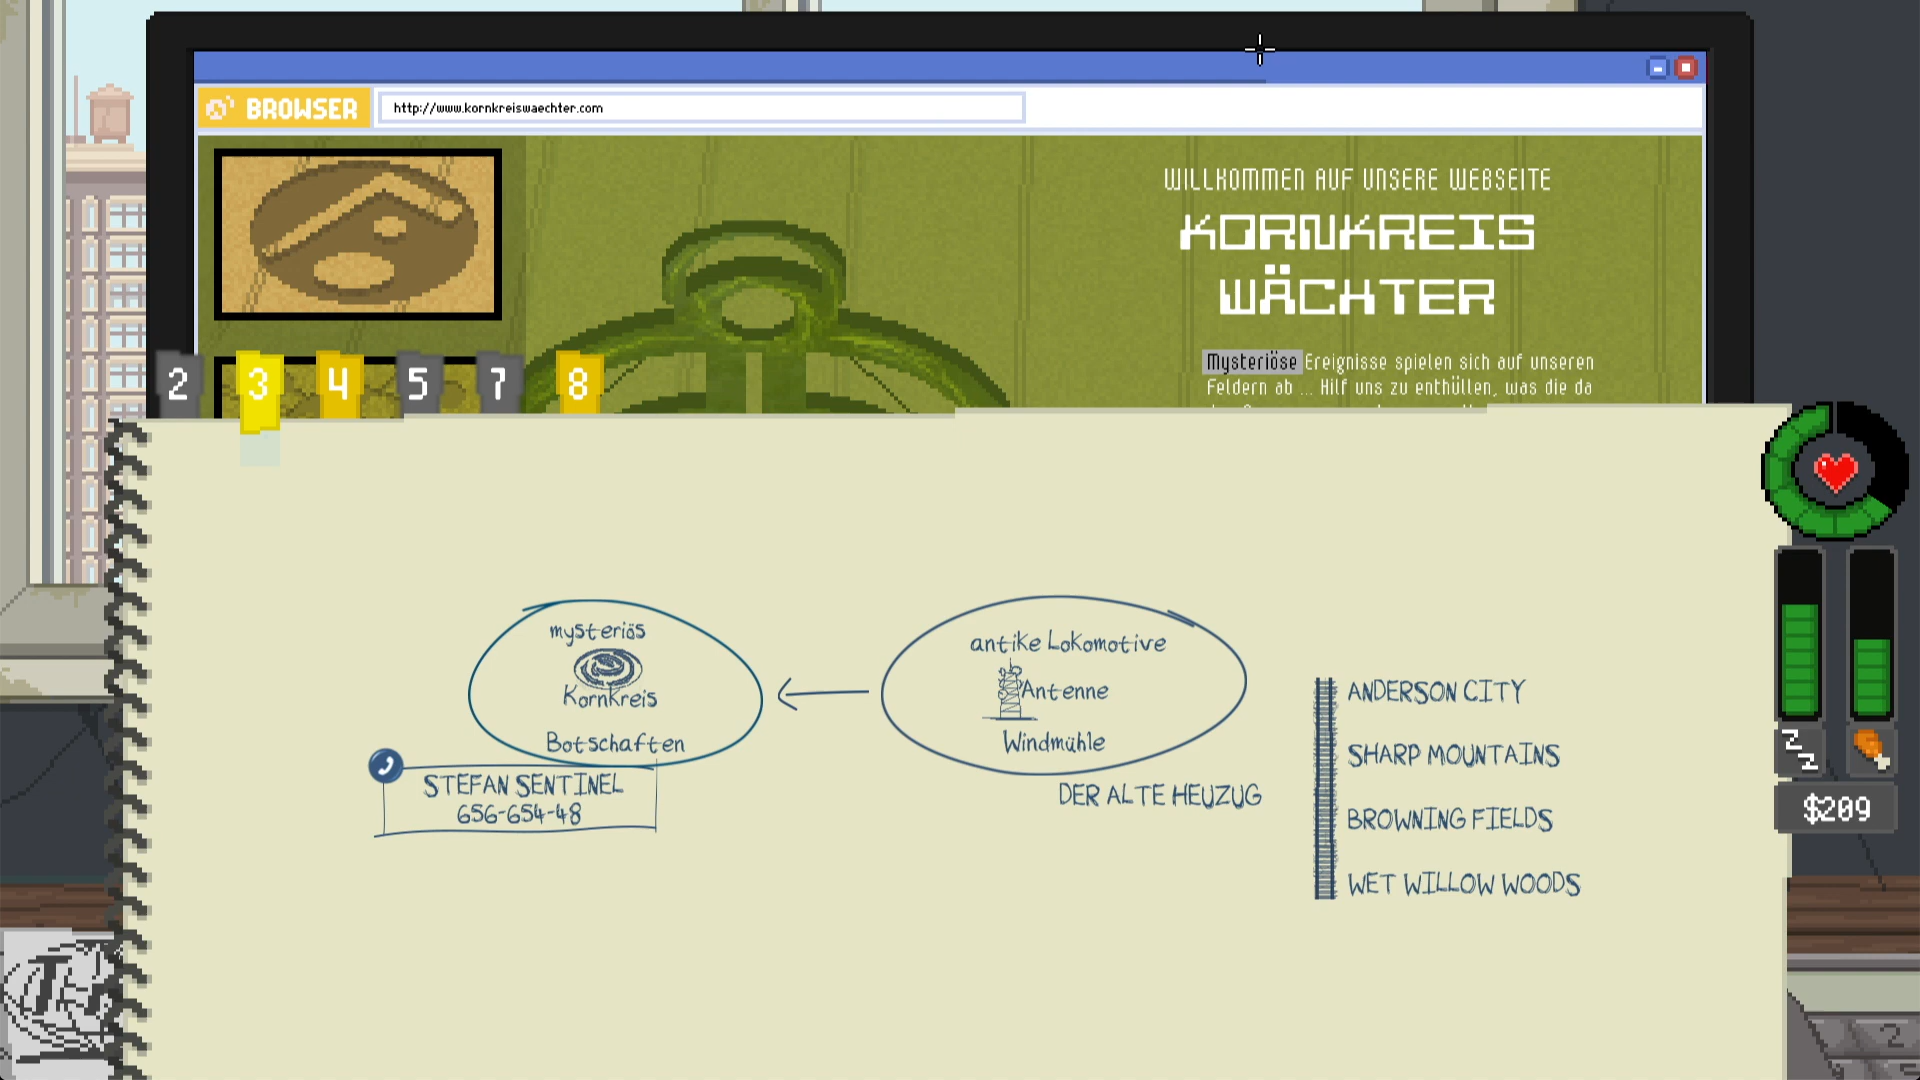 BROWSER
http://www.kornkreiswaechter.com
WILLKOMMEN AUF UNSERE WEBSEITE
KORNKREIS
WÄCHTER
Mysteriöse Ereignisse spielen sich auf unseren
Feldern ab ... Hilf uns zu enthüllen, was die da
2 3 4 5 7 8
mysteriös
Kornkreis
Botschaften
STEFAN SENTINEL
656-654-48
antike Lokomotive
Antenne
Windmühle
DER ALTE HEUZUG
ANDERSON CITY
SHARP MOUNTAINS
BROWNING FIELDS
WET WILLOW WOODS
ZZ
$209
2